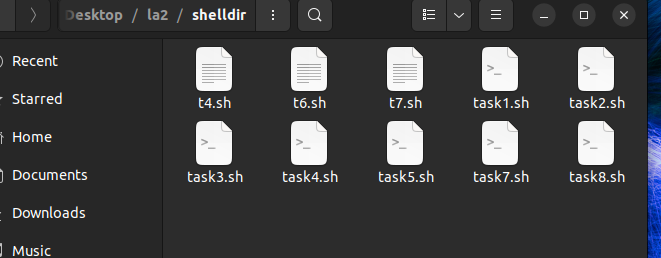 Desktop / la2 / shelldir
Recent
Starred
Home
Documents
Downloads
Music
t4.sh t6.sh t7.sh task1.sh task2.sh
task3.sh task4.sh task5.sh task7.sh task8.sh